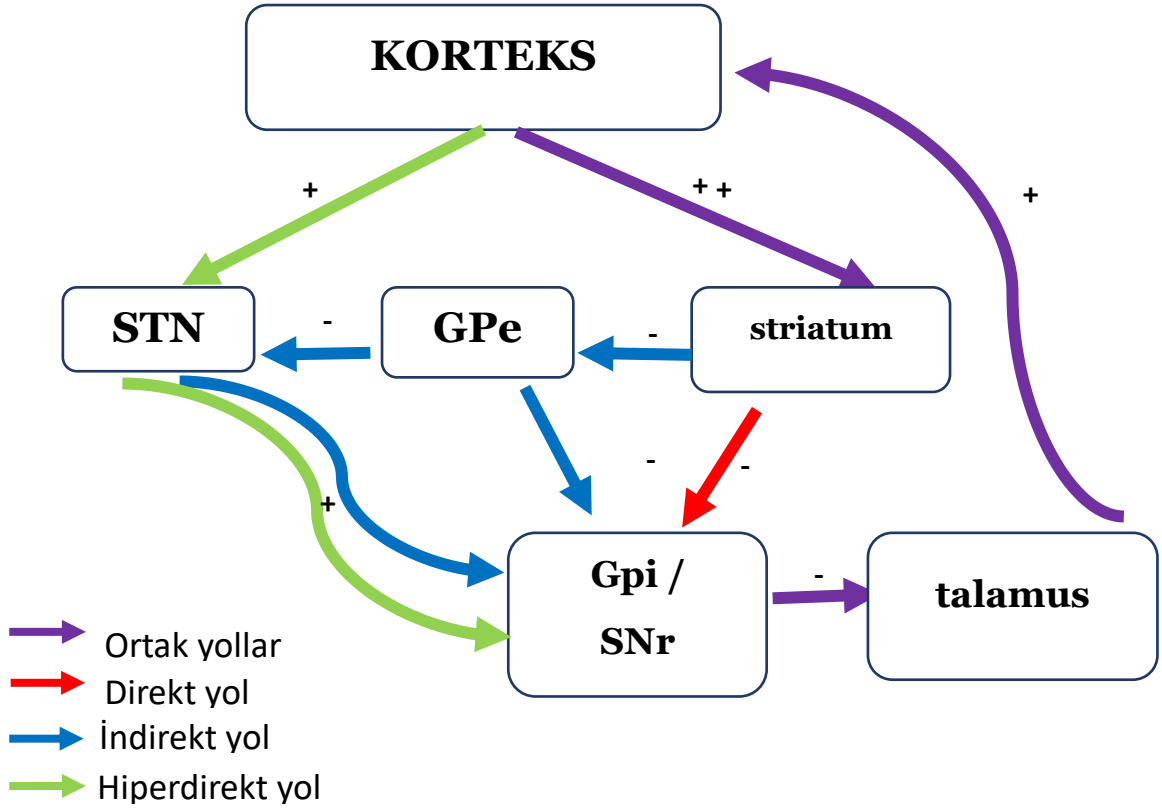 KORTEKS
+
+ +
+
STN
-
GPe
-
striatum
-
-
+
Gpi /
SNr
-
talamus
Ortak yollar
Direkt yol
İndirekt yol
Hiperdirekt yol